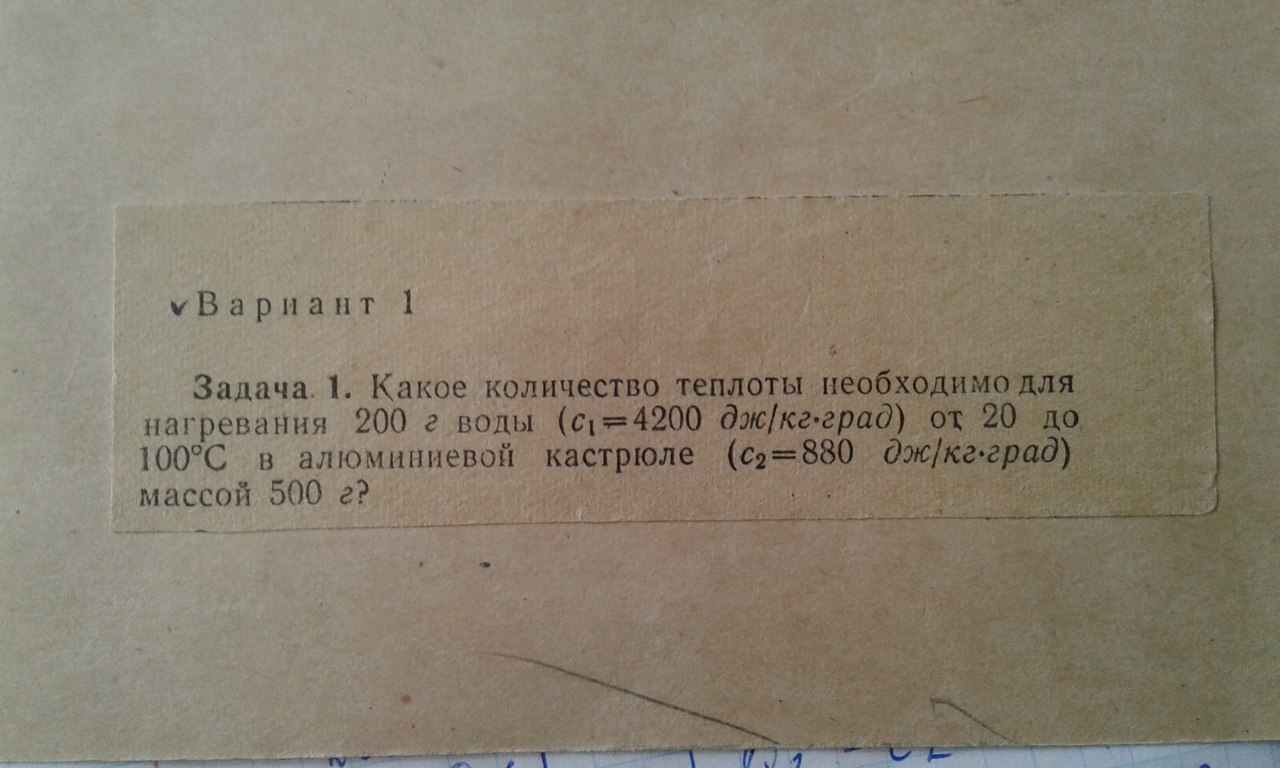 Вариант 1
Задача 1. Какое количество теплоты необходимо для
нагревания 200 г воды (c₁=4200 дж/кг·град) от 20 до
100°С в алюминиевой кастрюле (c₂=880 дж/кг·град)
массой 500 г?